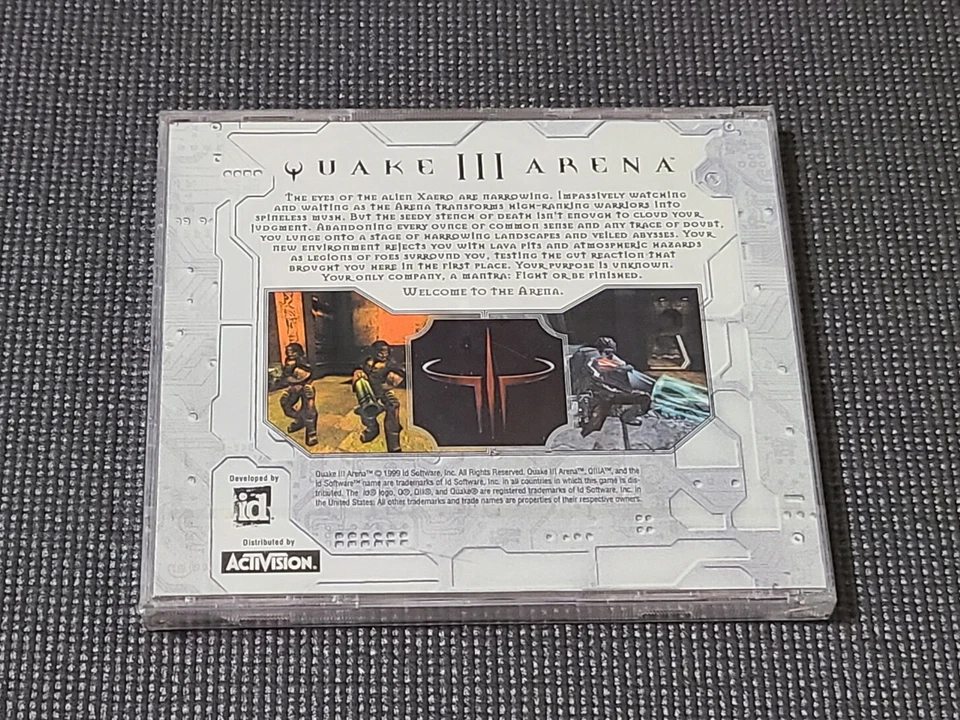 QUAKE III ARENA™
The eyes of the alien Xaero are narrowing. Impassively watching
and waiting as the Arena transforms high-ranking warriors into
spineless mush. But the seedy stench of death isn't enough to cloud your
judgment. Abandoning every ounce of common sense and any trace of doubt,
you lunge onto a stage of harrowing landscapes and veiled abysses. Your
new environment rejects you with lava pits and atmospheric hazards
as legions of foes surround you, testing the gut reaction that
brought you here in the first place. Your purpose is unknown.
Your only company, a mantra: Fight or be finished.
Welcome to the Arena.
Quake III Arena™ © 1999 Id Software, Inc. All Rights Reserved. Quake III Arena™, QIIIA™, and the
Id Software™ name are trademarks of Id Software, Inc. in all countries in which this game is dis-
tributed. The id® logo, Q®, QII®, and Quake® are registered trademarks of Id Software, Inc. in
the United States. All other trademarks and trade names are properties of their respective owners.
Developed by
id
Distributed by
ACTIVISION.